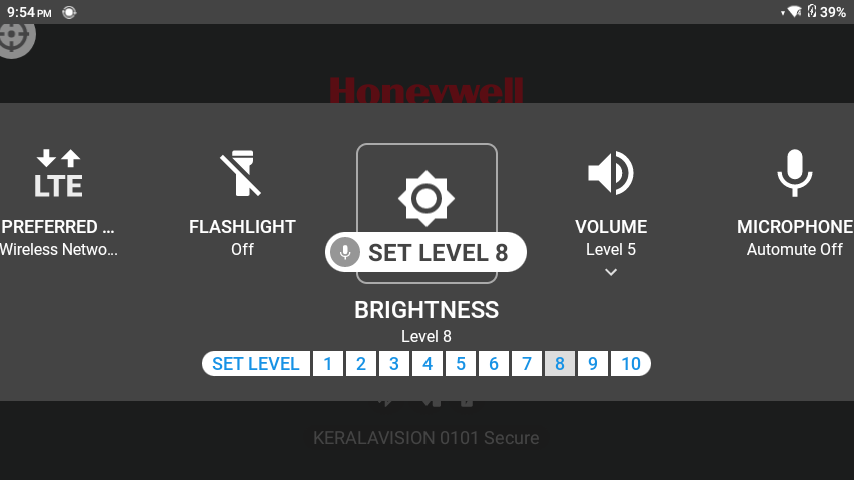 9:54 PM
39%
Honeywell
LTE
PREFERRED ...
Wireless Netwo...
FLASHLIGHT
Off
SET LEVEL 8
VOLUME
Level 5
MICROPHONE
Automute Off
BRIGHTNESS
Level 8
SET LEVEL 1 2 3 4 5 6 7 8 9 10
KERALAVISION 0101 Secure